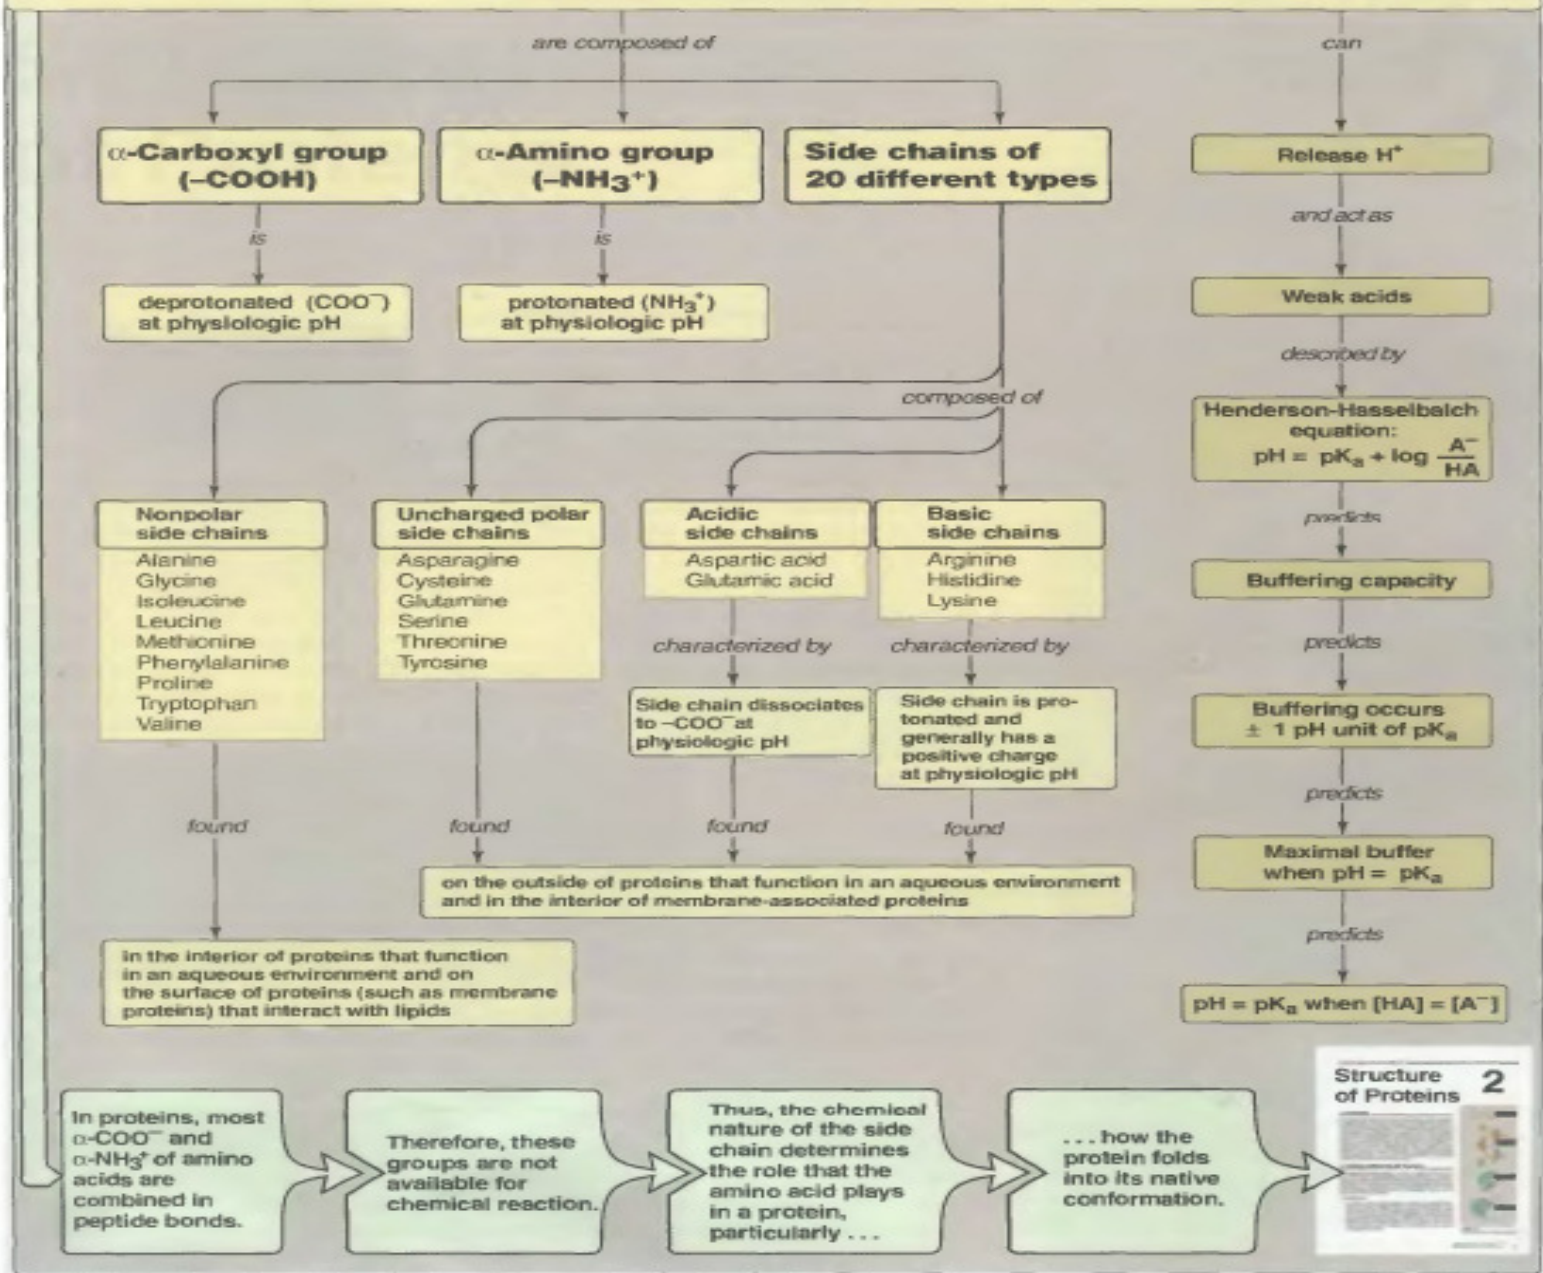 are composed of
can
α-Carboxyl group
(–COOH)
α-Amino group
(–NH₃⁺)
Side chains of
20 different types
Release H⁺
is
is
and act as
deprotonated (COO⁻)
at physiologic pH
protonated (NH₃⁺)
at physiologic pH
Weak acids
described by
composed of
Henderson-Hasselbalch
equation:
pH = pKₐ + log A⁻/HA
predicts
Nonpolar
side chains
Alanine
Glycine
Isoleucine
Leucine
Methionine
Phenylalanine
Proline
Tryptophan
Valine
Uncharged polar
side chains
Asparagine
Cysteine
Glutamine
Serine
Threonine
Tyrosine
Acidic
side chains
Aspartic acid
Glutamic acid
Basic
side chains
Arginine
Histidine
Lysine
Buffering capacity
characterized by
characterized by
predicts
Side chain dissociates
to –COO⁻ at
physiologic pH
Side chain is pro-
tonated and
generally has a
positive charge
at physiologic pH
Buffering occurs
± 1 pH unit of pKₐ
predicts
found
found
found
found
Maximal buffer
when pH = pKₐ
on the outside of proteins that function in an aqueous environment
and in the interior of membrane-associated proteins
predicts
in the interior of proteins that function
in an aqueous environment and on
the surface of proteins (such as membrane
proteins) that interact with lipids
pH = pKₐ when [HA] = [A⁻]
In proteins, most
α-COO⁻ and
α-NH₃⁺ of amino
acids are
combined in
peptide bonds.
Therefore, these
groups are not
available for
chemical reaction.
Thus, the chemical
nature of the side
chain determines
the role that the
amino acid plays
in a protein,
particularly . . .
. . . how the
protein folds
into its native
conformation.
Structure
of Proteins 2